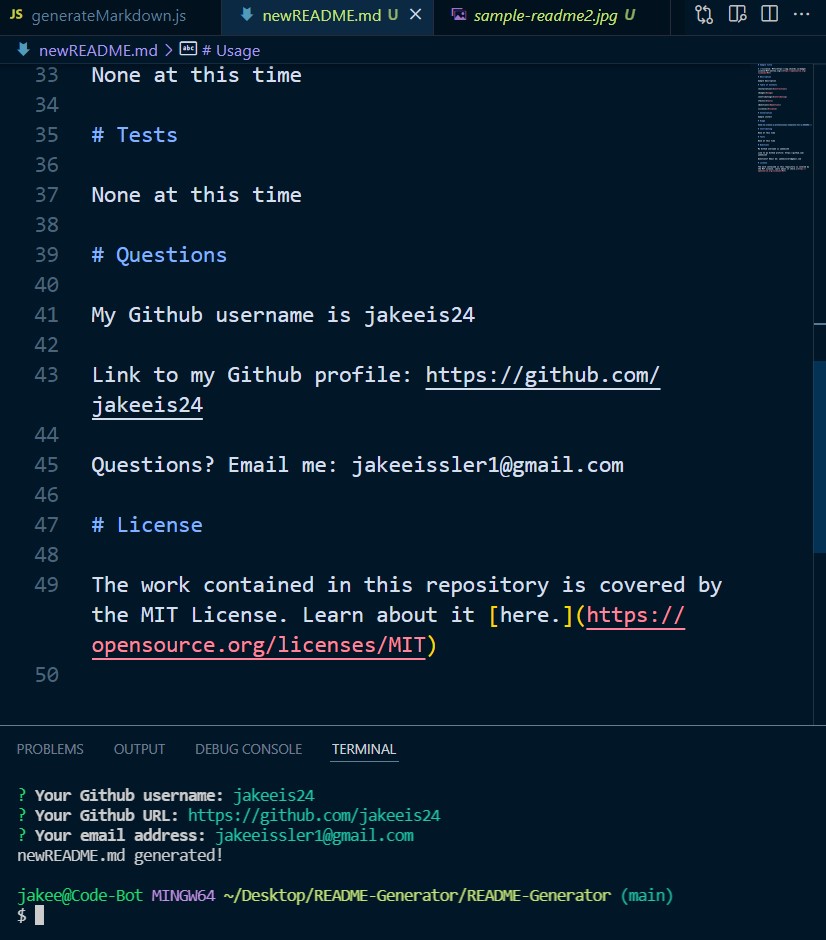 JS generateMarkdown.js newREADME.md U sample-readme2.jpg U
newREADME.md > abc # Usage
33 None at this time
34
35 # Tests
36
37 None at this time
38
39 # Questions
40
41 My Github username is jakeeis24
42
43 Link to my Github profile: https://github.com/
jakeeis24
44
45 Questions? Email me: jakeeissler1@gmail.com
46
47 # License
48
49 The work contained in this repository is covered by
the MIT License. Learn about it [here.](https://
opensource.org/licenses/MIT)
50
PROBLEMS OUTPUT DEBUG CONSOLE TERMINAL
? Your Github username: jakeeis24
? Your Github URL: https://github.com/jakeeis24
? Your email address: jakeeissler1@gmail.com
newREADME.md generated!
jakee@Code-Bot MINGW64 ~/Desktop/README-Generator/README-Generator (main)
$